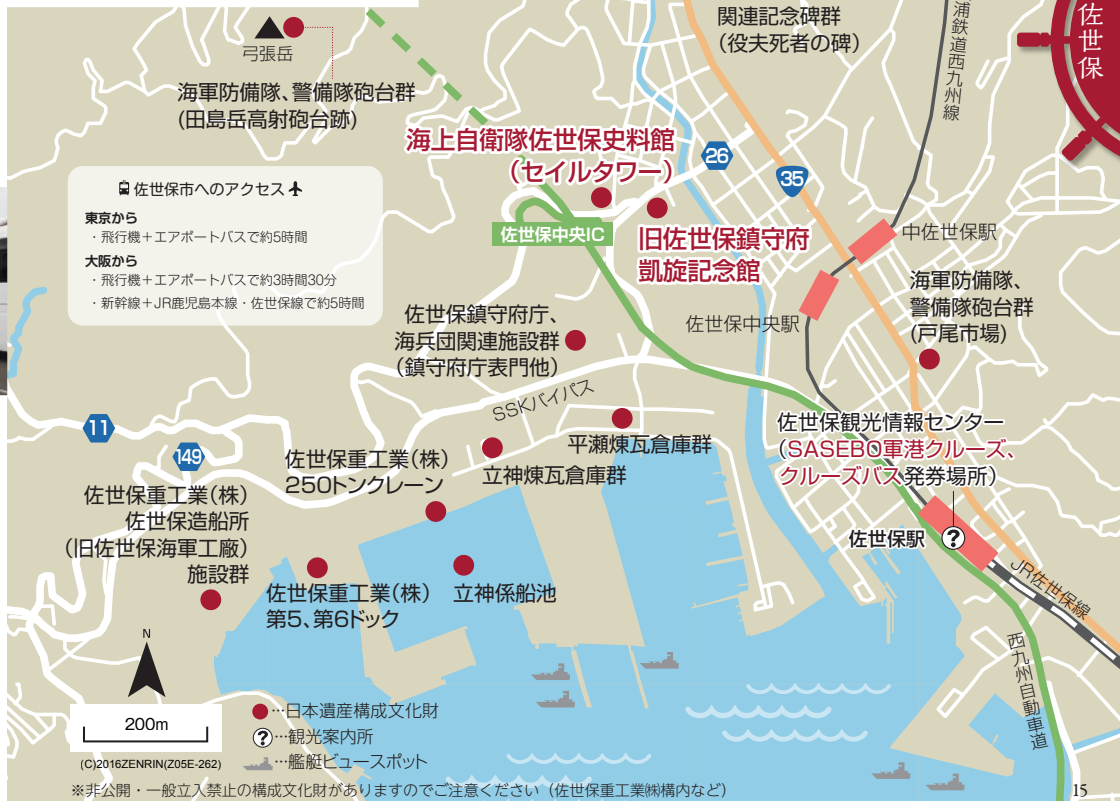 関連記念碑群
(役夫死者の碑)
浦鉄道西九州線
佐世保
弓張岳
海軍防備隊、警備隊砲台群
(田島岳高射砲台跡)
海上自衛隊佐世保史料館
(セイルタワー)
26
35
佐世保市へのアクセス
東京から
・飛行機+エアポートバスで約5時間
大阪から
・飛行機+エアポートバスで約3時間30分
・新幹線+JR鹿児島本線・佐世保線で約5時間
佐世保中央IC
旧佐世保鎮守府
凱旋記念館
中佐世保駅
佐世保中央駅
海軍防備隊、
警備隊砲台群
(戸尾市場)
佐世保鎮守府庁、
海兵団関連施設群
(鎮守府庁表門他)
SSKバイパス
11
149
平瀬煉瓦倉庫群
立神煉瓦倉庫群
佐世保観光情報センター
(SASEBO軍港クルーズ、
クルーズバス発券場所)
佐世保重工業(株)
250トンクレーン
佐世保重工業(株)
佐世保造船所
(旧佐世保海軍工廠)
施設群
佐世保駅
?
JR佐世保線
佐世保重工業(株)
第5、第6ドック
立神係船池
西九州自動車道
N
200m
(C)2016ZENRIN(Z05E-262)
…日本遺産構成文化財
?…観光案内所
…艦艇ビュースポット
※非公開・一般立入禁止の構成文化財がありますのでご注意ください(佐世保重工業㈱構内など)
15